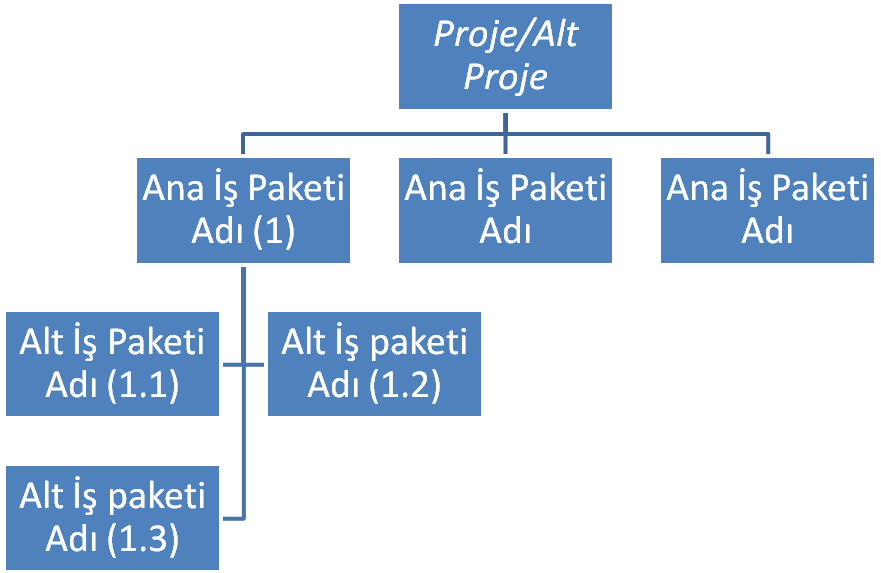 Proje/Alt
Proje
Ana İş Paketi
Adı (1)
Ana İş Paketi
Adı
Ana İş Paketi
Adı
Alt İş Paketi
Adı (1.1)
Alt İş paketi
Adı (1.2)
Alt İş paketi
Adı (1.3)